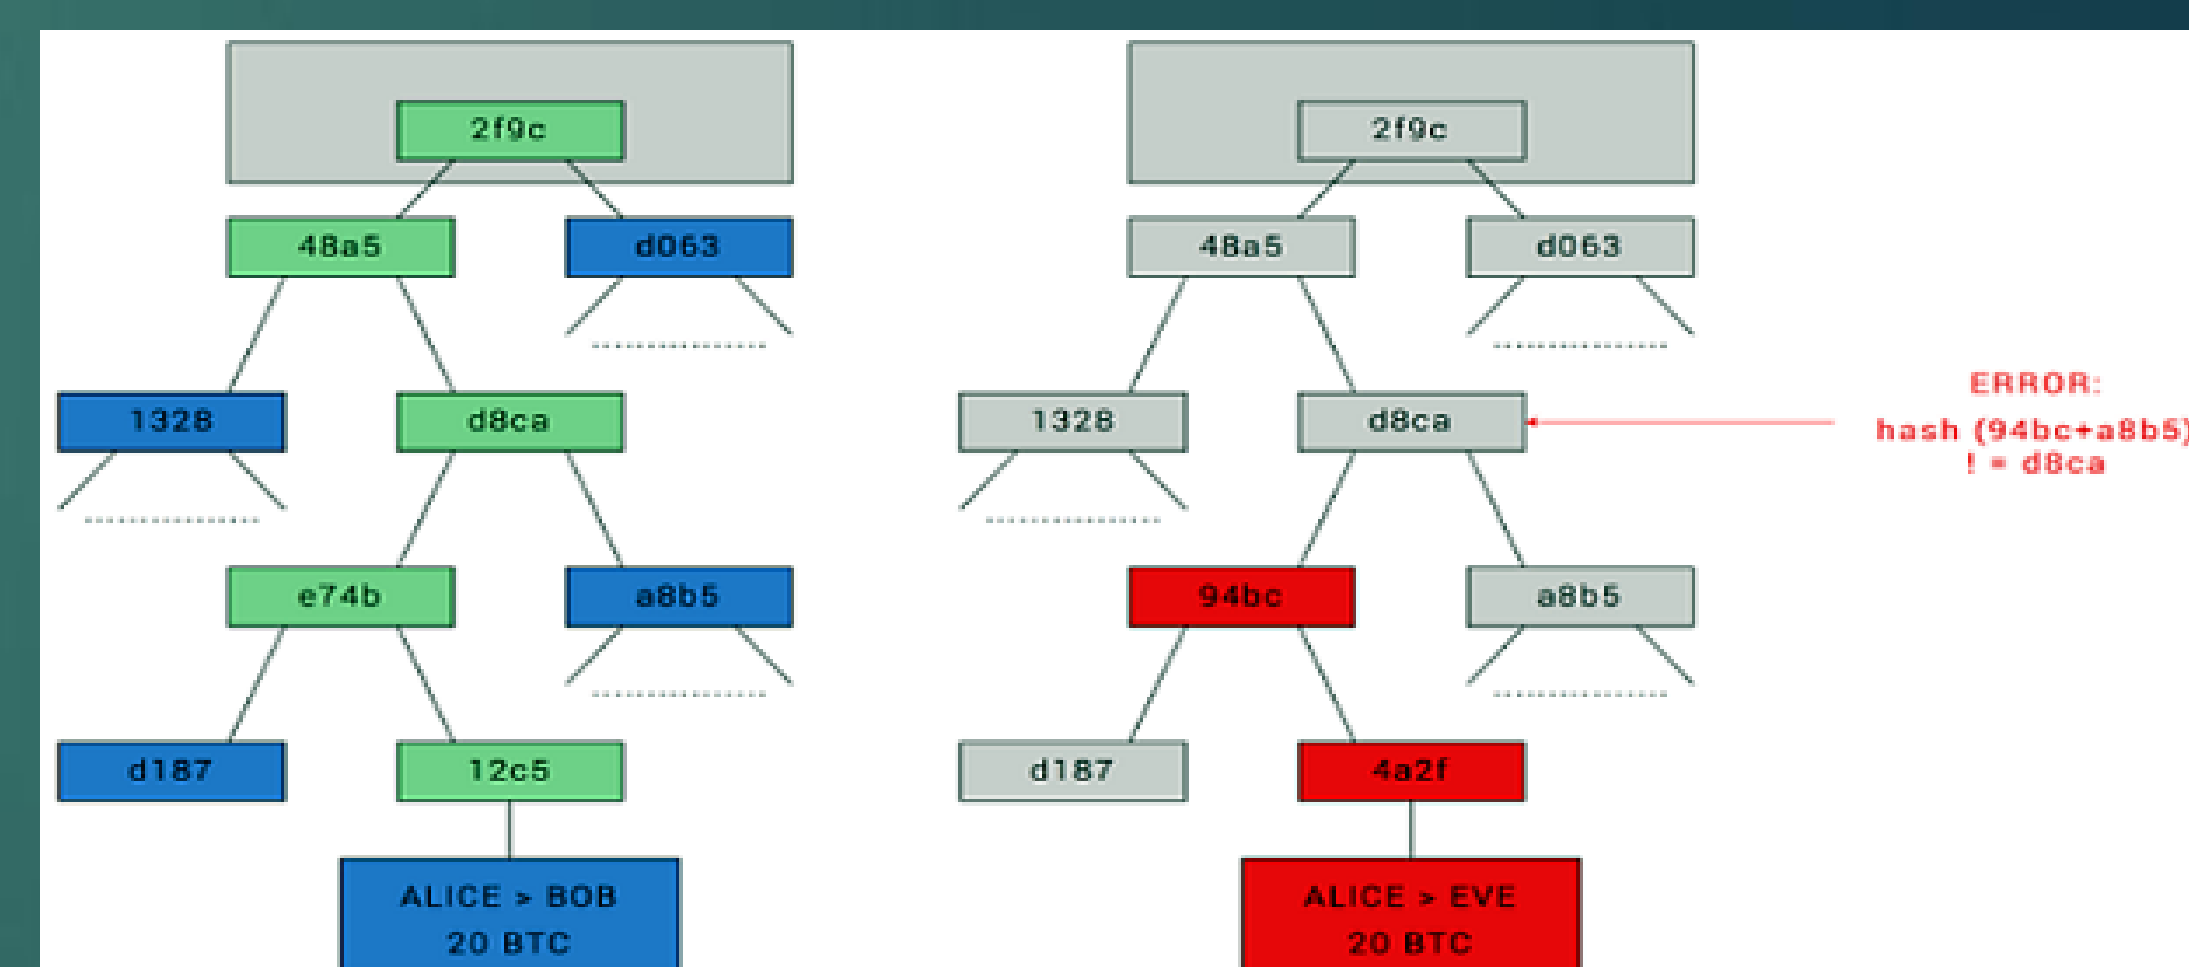 2f9c
48a5
d063
1328
d8ca
e74b
a8b5
d187
12c5
ALICE > BOB
20 BTC
2f9c
48a5
d063
1328
d8ca
ERROR:
hash (94bc+a8b5)
! = d8ca
94bc
a8b5
d187
4a2f
ALICE > EVE
20 BTC